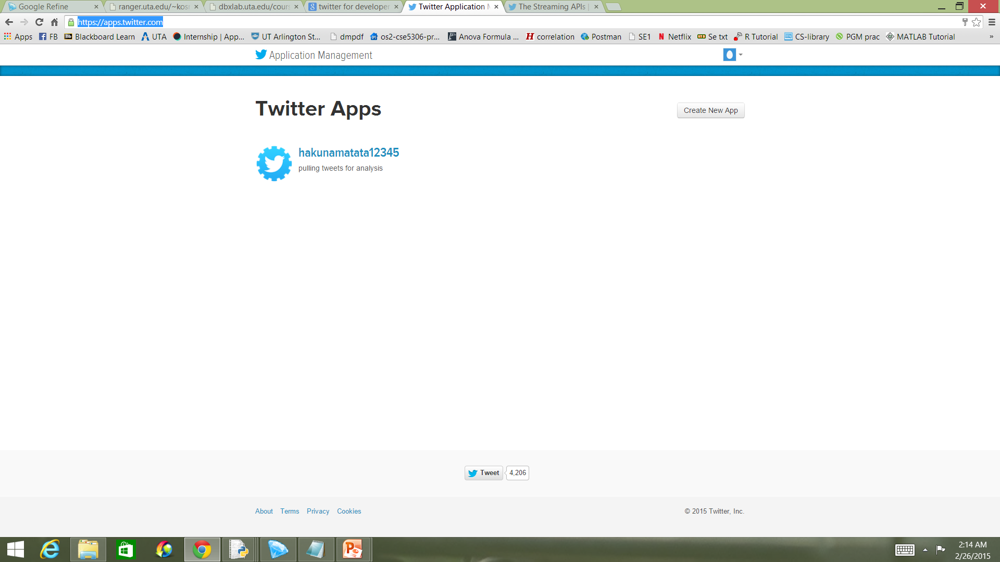 Google Refine
ranger.uta.edu/~kos
dbxlab.uta.edu/cours
twitter for developer
Twitter Application
The Streaming APIs |
https://apps.twitter.com
Apps FB Blackboard Learn UTA Internship | App... UT Arlington St... dmpdf os2-cse5306-pr... Anova Formula ... correlation Postman SE1 Netflix Se txt R Tutorial CS-library PGM prac MATLAB Tutorial »
Application Management
Twitter Apps
Create New App
hakunamatata12345
pulling tweets for analysis
Tweet 4,206
About Terms Privacy Cookies
© 2015 Twitter, Inc.
2:14 AM
2/26/2015